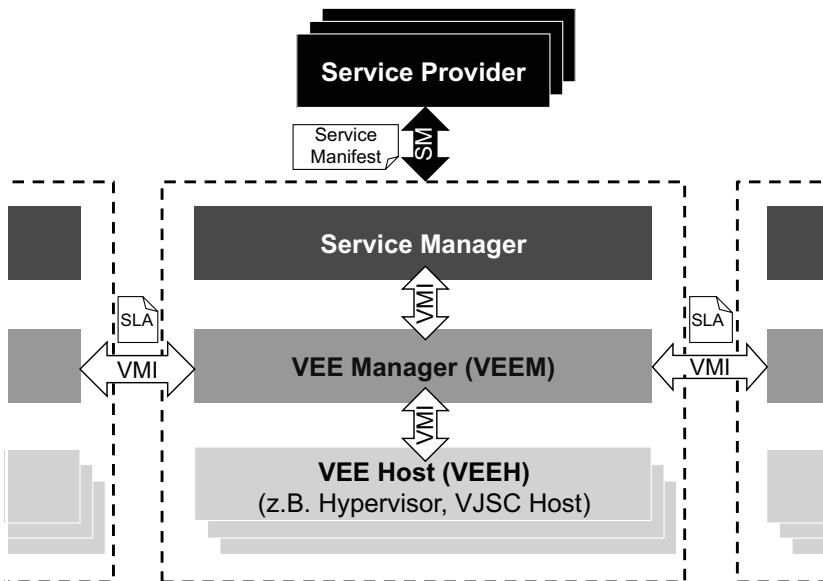 Service Provider
Service
Manifest
SM
Service Manager
VMI
SLA
SLA
VMI
VEE Manager (VEEM)
VMI
VMI
VEE Host (VEEH)
(z.B. Hypervisor, VJSC Host)